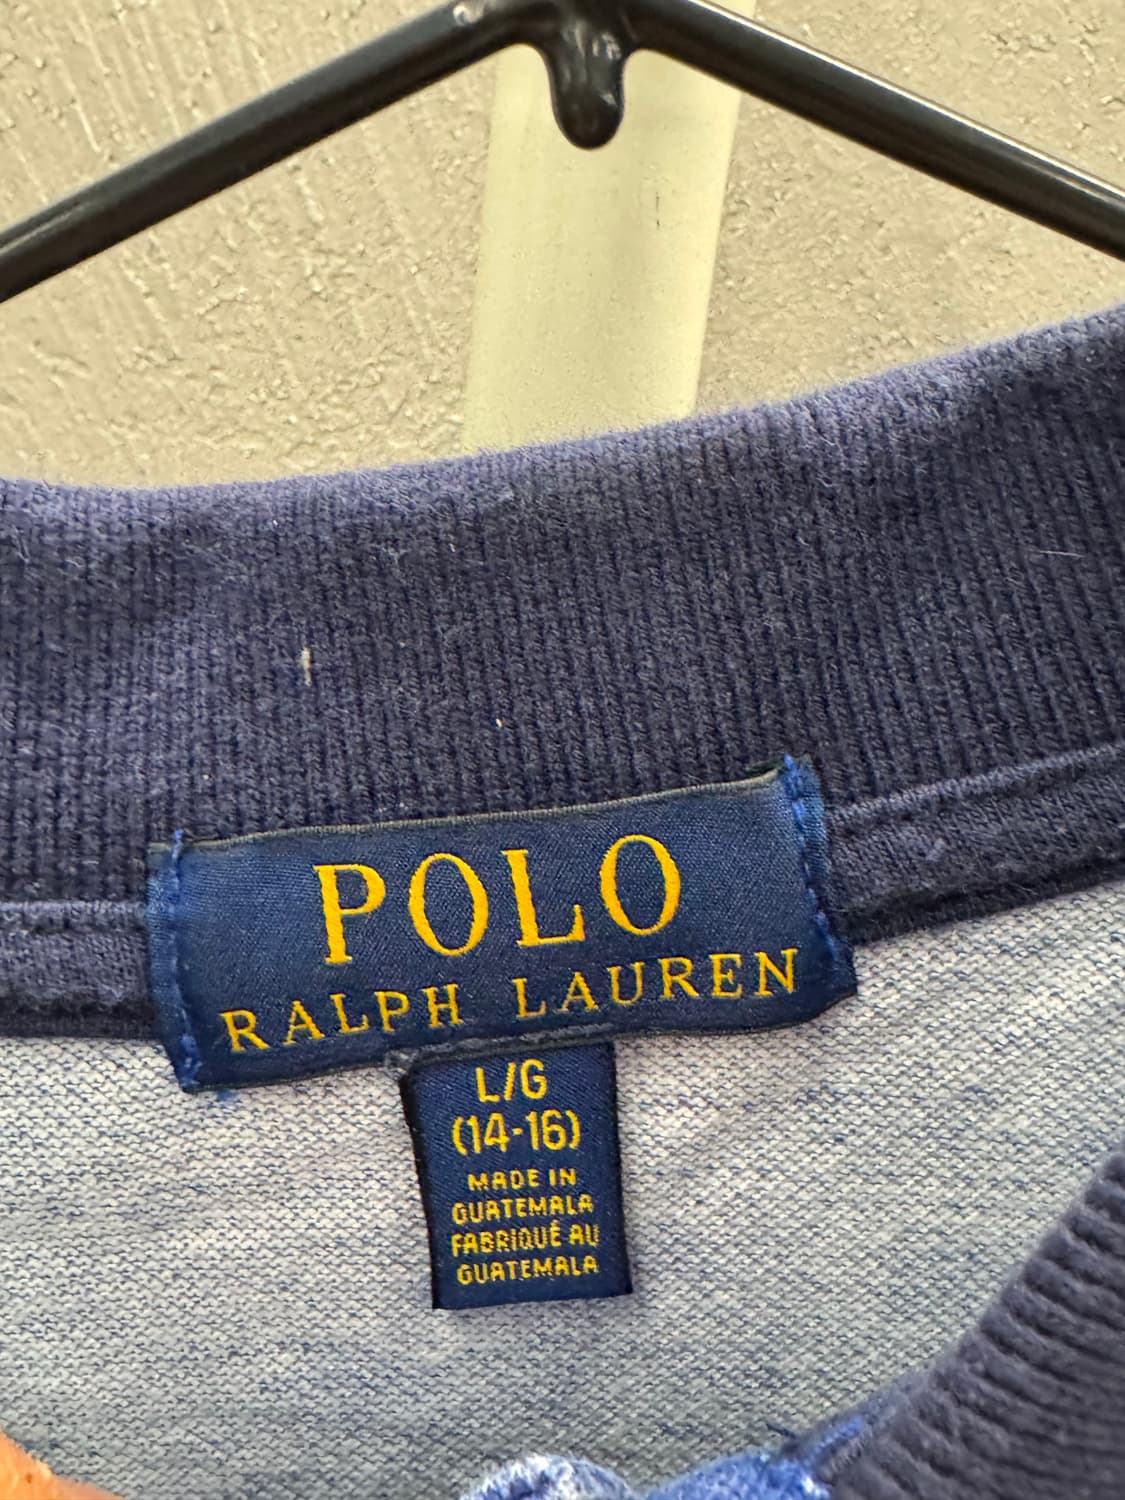 POLO
RALPH LAUREN
L/G
(14-16)
MADE IN
GUATEMALA
FABRIQUÉ AU
GUATEMALA